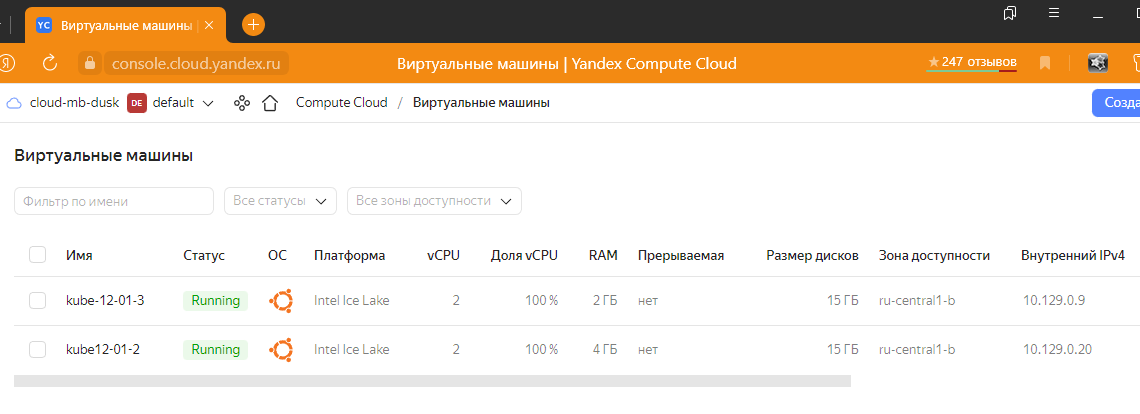 YC Виртуальные машины
Я console.cloud.yandex.ru Виртуальные машины | Yandex Compute Cloud ★247 отзывов
cloud-mb-dusk DE default Compute Cloud / Виртуальные машины Созда
Виртуальные машины
Фильтр по имени Все статусы Все зоны доступности
Имя Статус ОС Платформа vCPU Доля vCPU RAM Прерываемая Размер дисков Зона доступности Внутренний IPv4
kube-12-01-3 Running Intel Ice Lake 2 100 % 2 ГБ нет 15 ГБ ru-central1-b 10.129.0.9
kube12-01-2 Running Intel Ice Lake 2 100 % 4 ГБ нет 15 ГБ ru-central1-b 10.129.0.20